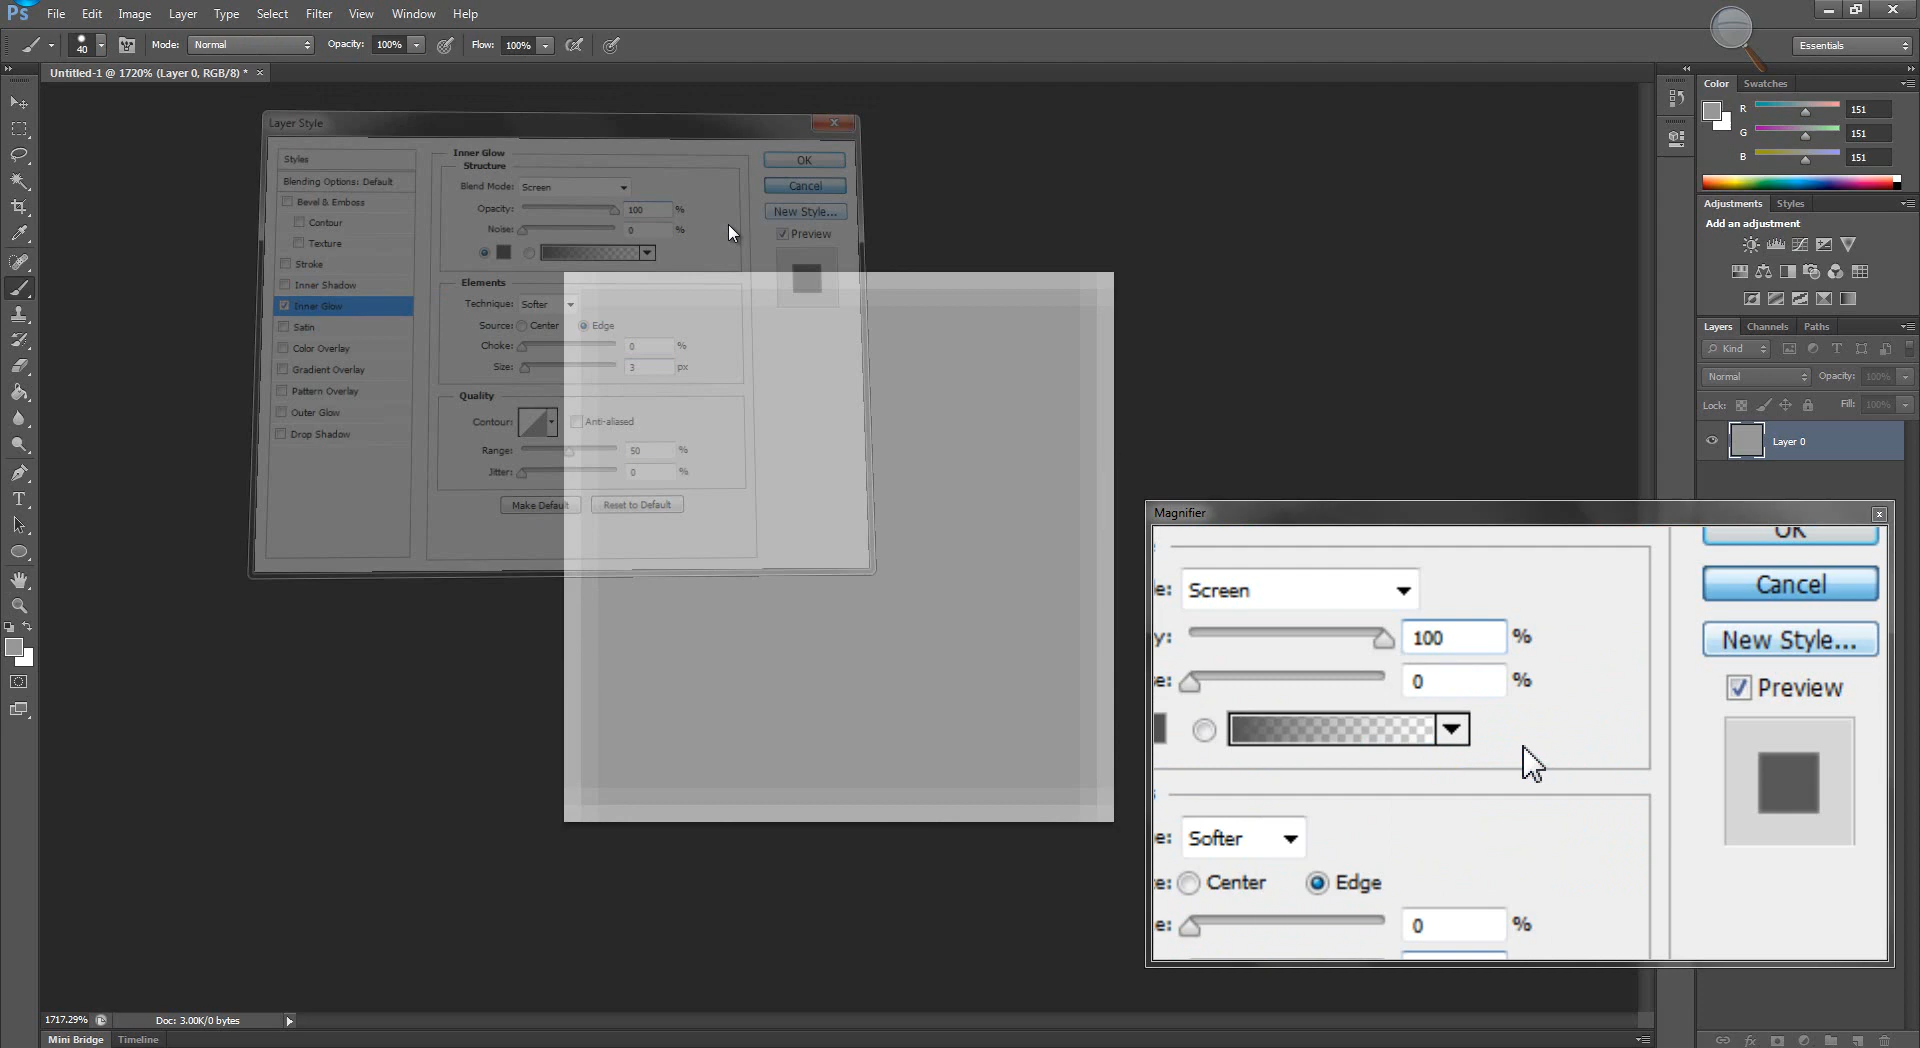 Ps File Edit Image Layer Type Select Filter View Window Help
40 Mode: Normal Opacity: 100% Flow: 100% Essentials
Untitled-1 @ 1720% (Layer 0, RGB/8) * ×
Color Swatches
R 151
G 151
B 151
Adjustments Styles
Add an adjustment
Layers Channels Paths
Kind
Normal Opacity: 100%
Lock: Fill: 100%
Layer 0
Layer Style
Styles
Blending Options: Default
Bevel & Emboss
Contour
Texture
Stroke
Inner Shadow
Inner Glow
Satin
Color Overlay
Gradient Overlay
Pattern Overlay
Outer Glow
Drop Shadow
Inner Glow
Structure
Blend Mode: Screen
Opacity: 100 %
Noise: 0 %
Elements
Technique: Softer
Source: Center Edge
Choke: 0 %
Size: 3 px
Quality
Contour: Anti-aliased
Range: 50 %
Jitter: 0 %
Make Default Reset to Default
OK
Cancel
New Style...
Preview
Magnifier
OK
e: Screen
Cancel
y: 100 %
New Style...
e: 0 %
Preview
e: Softer
e: Center Edge
e: 0 %
1717.29% Doc: 3.00K/0 bytes
Mini Bridge Timeline
T
fx